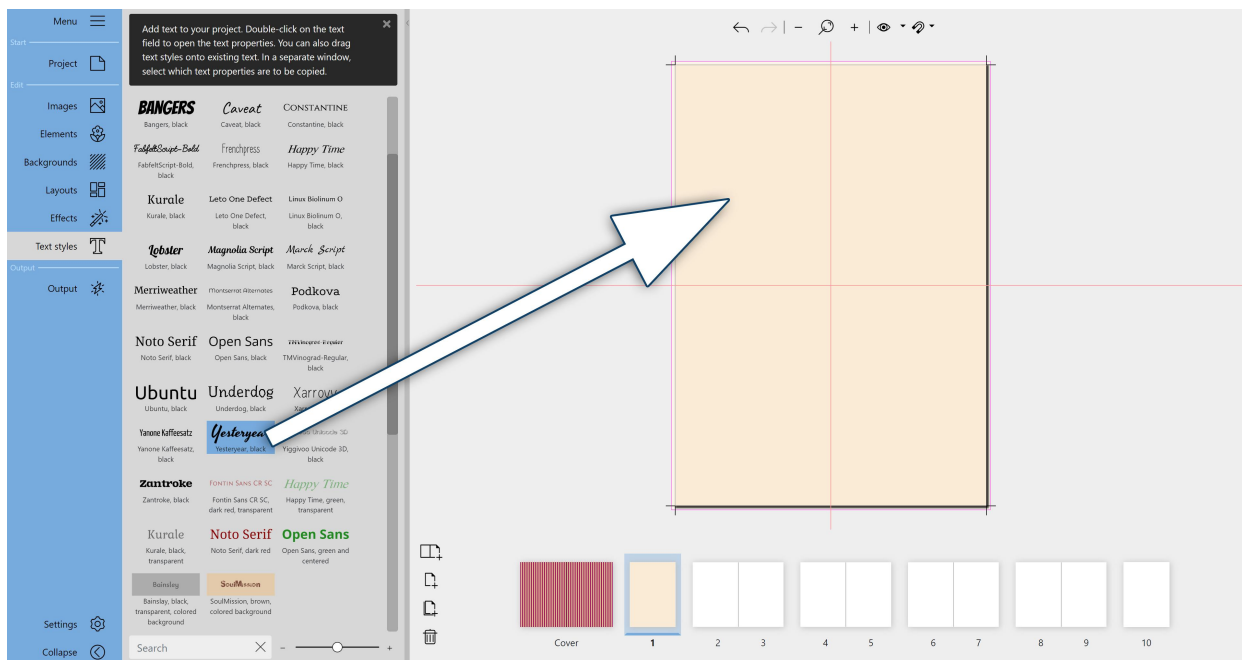 Menu
Start
Project
Edit
Images
Elements
Backgrounds
Layouts
Effects
Text styles
Output
Output
Settings
Collapse
Add text to your project. Double-
click on the text
field to open the text properties. You can also drag
text styles onto existing text. In a separate window,
select which text properties are to be copied.
BANGERS Caveat CONSTANTINE
Bangers, black Caveat, black Constantine, black
FabfeltScript-Bold Frenchpress Happy Time
FabfeltScript-Bold, Frenchpress, black Happy Time, black
black
Kurale Leto One Defect Linux Biolinum O
Kurale, black Leto One Defect, Linux Biolinum O,
black black
Lobster Magnolia Script Marck Script
Lobster, black Magnolia Script, black Marck Script, black
Merriweather Montserrat Alternates Podkova
Merriweather, black Montserrat Alternates, Podkova, black
black
Noto Serif Open Sans TMVinograd-Regular
Noto Serif, black Open Sans, black TMVinograd-Regular,
black
Ubuntu Underdog
Ubuntu, black Underdog, black
Yanone Kaffeesatz Unicode 3D
Yanone Kaffeesatz, Yesteryear, black Yiggivoo Unicode 3D,
black black
Zantroke FONTIN SANS CR SC Happy Time
Zantroke, black Fontin Sans CR SC, Happy Time, green,
dark red, transparent transparent
Kurale Noto Serif Open Sans
Kurale, black, Noto Serif, dark red Open Sans, green and
transparent centered
Bainsley SOULMISSION
Bainslay, black, SoulMission, brown,
transparent, colored colored background
background
Search - +
- +
Cover 1 2 3 4 5 6 7 8 9 10